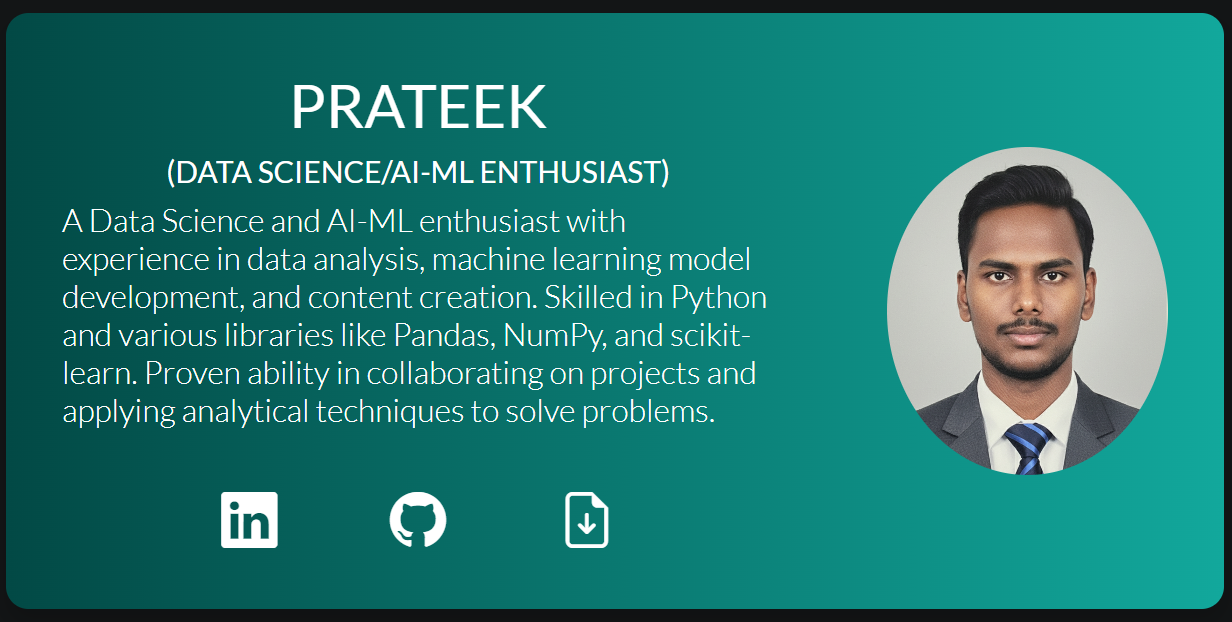 PRATEEK
(DATA SCIENCE/AI-ML ENTHUSIAST)
A Data Science and AI-ML enthusiast with
experience in data analysis, machine learning model
development, and content creation. Skilled in Python
and various libraries like Pandas, NumPy, and scikit-
learn. Proven ability in collaborating on projects and
applying analytical techniques to solve problems.
in